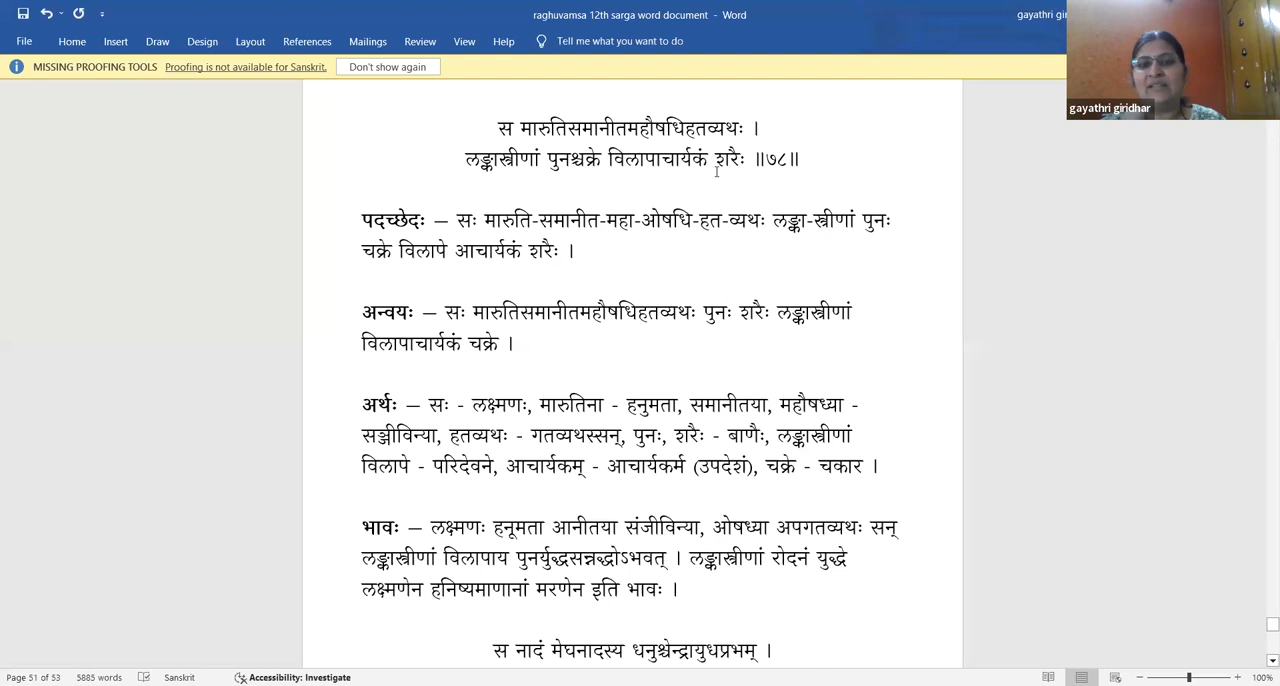 raghuvamsa 12th sarga word document - Word
gayathri gir
File Home Insert Draw Design Layout References Mailings Review View Help Tell me what you want to do
MISSING PROOFING TOOLS Proofing is not available for Sanskrit. Don't show again
gayathri giridhar
स मारुतिसमानीतमहौषधिहतव्यथः ।
लङ्कास्त्रीणां पुनश्चक्रे विलापाचार्यकं शरैः ॥७८॥
पदच्छेदः – सः मारुति-समानीत-महा-ओषधि-हत-व्यथः लङ्का-स्त्रीणां पुनः
चक्रे विलापे आचार्यकं शरैः ।
अन्वयः – सः मारुतिसमानीतमहौषधिहतव्यथः पुनः शरैः लङ्कास्त्रीणां
विलापाचार्यकं चक्रे ।
अर्थः – सः - लक्ष्मणः, मारुतिना - हनुमता, समानीतया, महौषध्या -
सञ्जीविन्या, हतव्यथः - गतव्यथस्सन्, पुनः, शरैः - बाणैः, लङ्कास्त्रीणां
विलापे - परिदेवने, आचार्यकम् - आचार्यकर्म (उपदेशं), चक्रे - चकार ।
भावः – लक्ष्मणः हनूमता आनीतया संजीविन्या, ओषध्या अपगतव्यथः सन्
लङ्कास्त्रीणां विलापाय पुनर्युद्धसन्नद्धोऽभवत् । लङ्कास्त्रीणां रोदनं युद्धे
लक्ष्मणेन हनिष्यमाणानां मरणेन इति भावः ।
स नादं मेघनादस्य धनुश्चेन्द्रायुधप्रभम् ।
Page 51 of 53 5885 words Sanskrit Accessibility: Investigate 100%